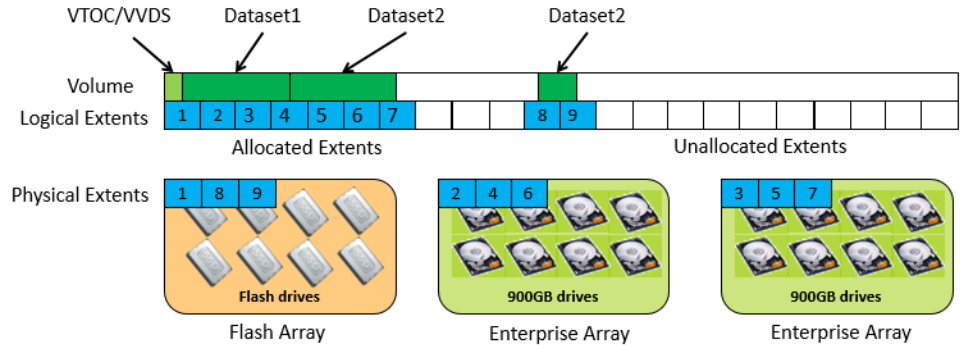 VTOC/VVDS Dataset1 Dataset2 Dataset2
Volume
Logical Extents 1 2 3 4 5 6 7 8 9
Allocated Extents Unallocated Extents
Physical Extents 1 8 9 2 4 6 3 5 7
Flash drives 900GB drives 900GB drives
Flash Array Enterprise Array Enterprise Array